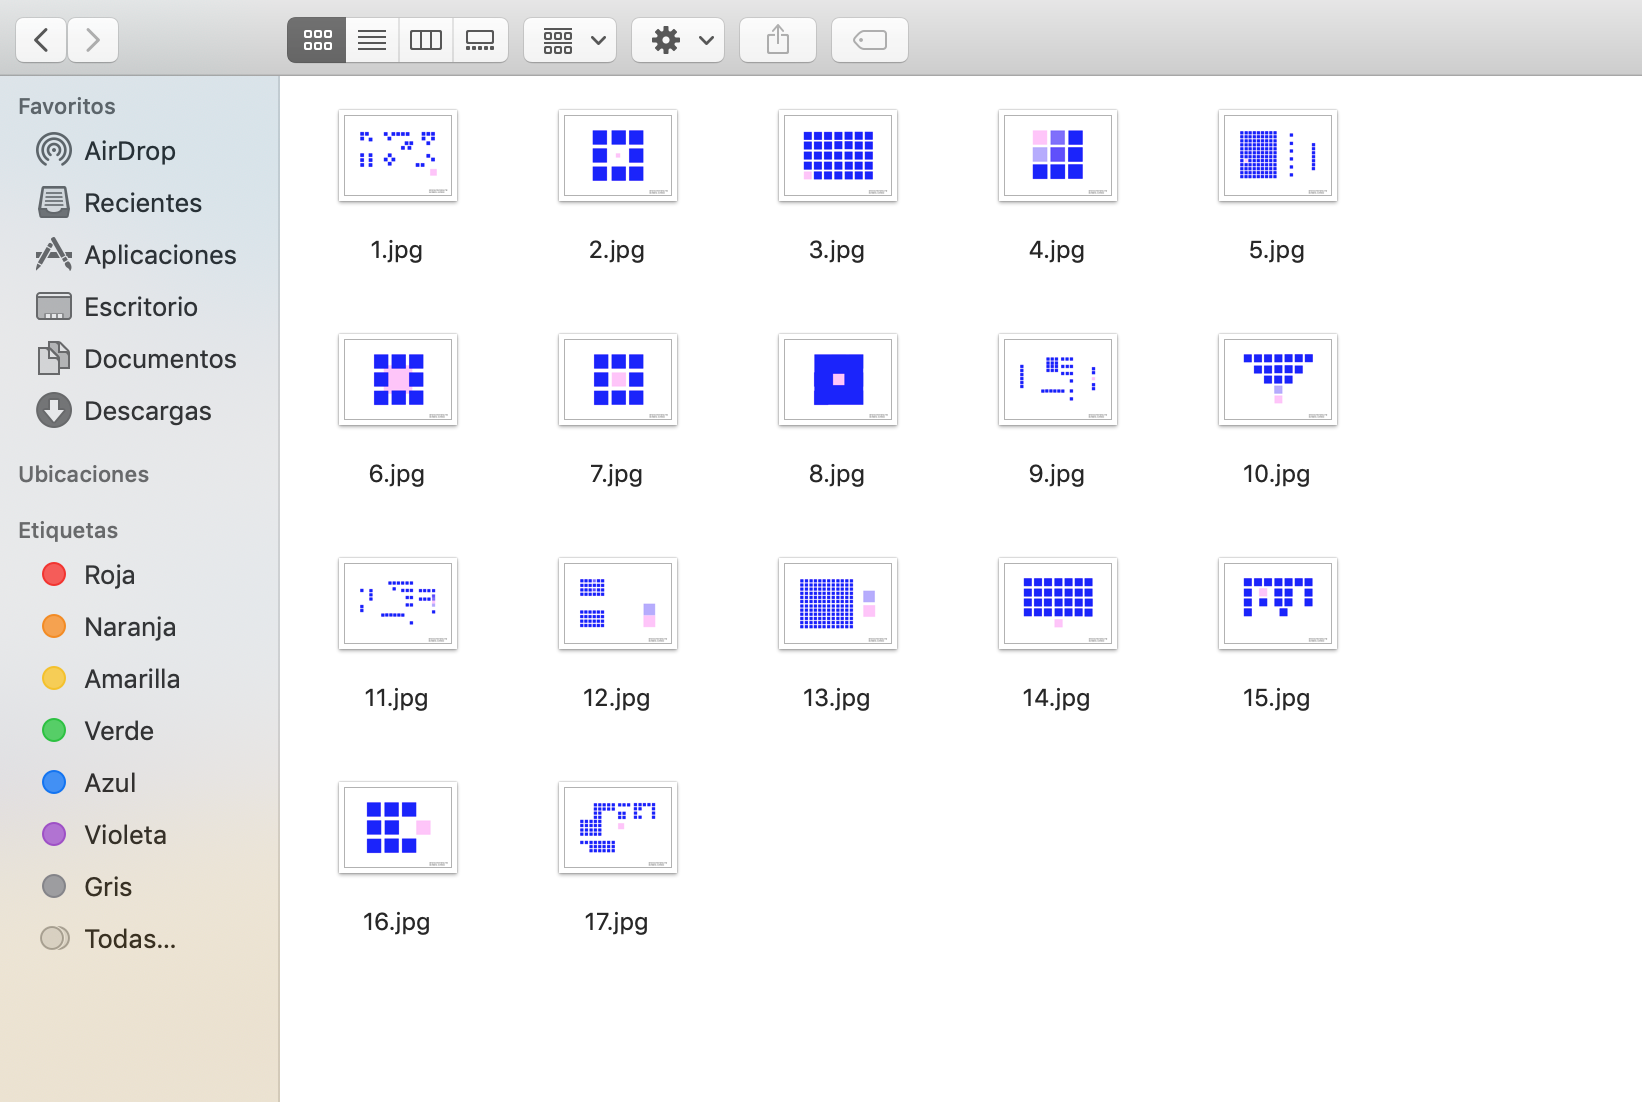 Favoritos
AirDrop
Recientes
Aplicaciones
Escritorio
Documentos
Descargas
Ubicaciones
Etiquetas
Roja
Naranja
Amarilla
Verde
Azul
Violeta
Gris
Todas...
1.jpg
2.jpg
3.jpg
4.jpg
5.jpg
6.jpg
7.jpg
8.jpg
9.jpg
10.jpg
11.jpg
12.jpg
13.jpg
14.jpg
15.jpg
16.jpg
17.jpg